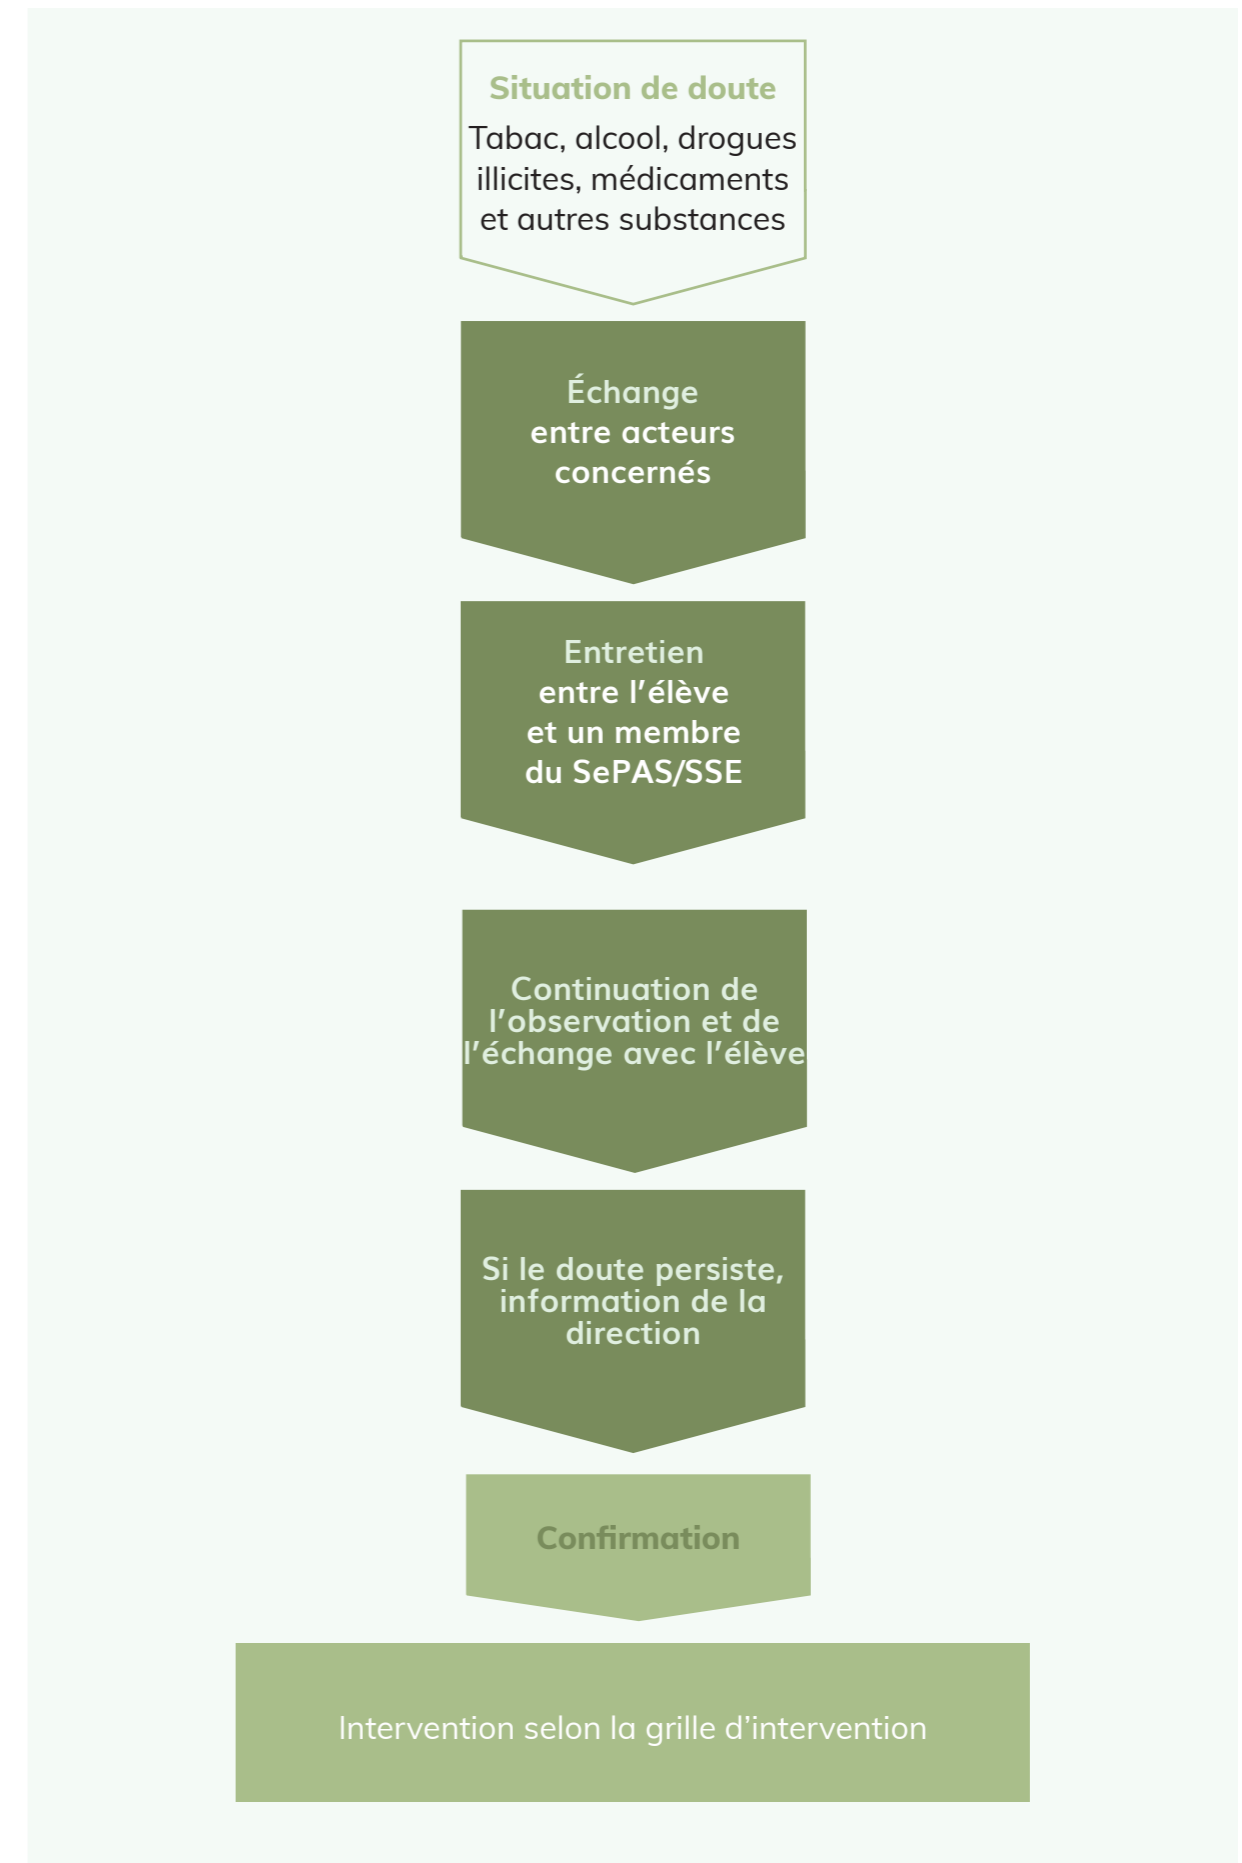 Situation de doute
Tabac, alcool, drogues
illicites, médicaments
et autres substances
Échange
entre acteurs
concernés
Entretien
entre l’élève
et un membre
du SePAS/SSE
Continuation de
l’observation et de
l’échange avec l’élève
Si le doute persiste,
information de la
direction
Confirmation
Intervention selon la grille d’intervention